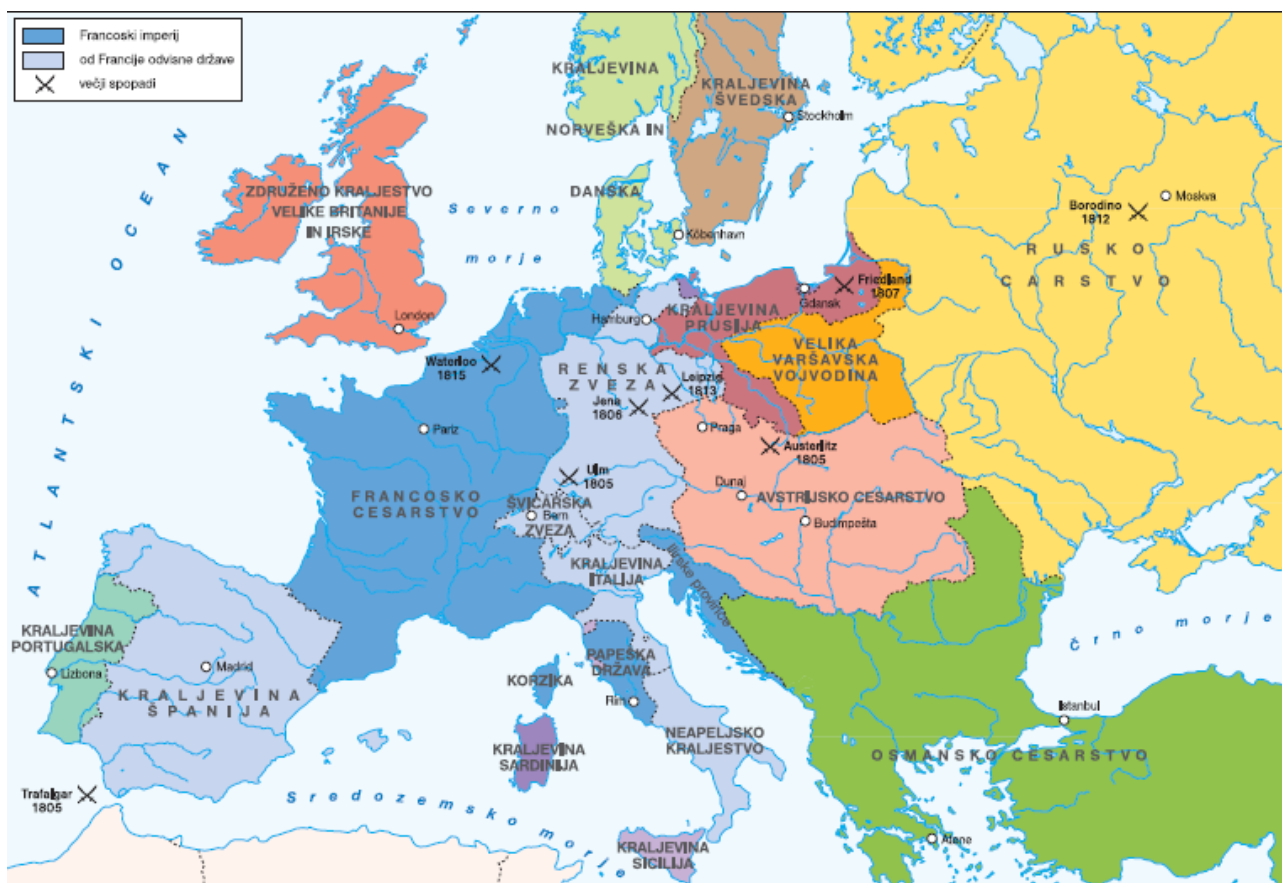 Francoski imperij
od Francije odvisne države
večji spopadi
KRALJEVINA
NORVEŠKA IN
DANSKA
KRALJEVINA
ŠVEDSKA
Stockholm
ATLANTSKI OCEAN
ZDRUŽENO KRALJESTVO
VELIKE BRITANIJE
IN IRSKE
Severno
morje
Köbenhavn
Moskva
Borodino
1812
RUSKO
CARSTVO
London
Hamburg
Gdansk
Friedland
1807
KRALJEVINA
PRUSIJA
VELIKA
VARŠAVSKA
VOJVODINA
Waterloo
1815
RENSKA
ZVEZA
Leipzig
1813
Jena
1806
Pariz
Praga
Austerlitz
1805
Ulm
1805
Dunaj
AVSTRIJSKO CESARSTVO
Budimpešta
FRANCOSKO
CESARSTVO
ŠVICARSKA
Bern
ZVEZA
KRALJEVINA
ITALIJA
Ilirske province
Črno morje
KRALJEVINA
PORTUGALSKA
Lizbona
Madrid
KRALJEVINA
ŠPANIJA
KORZIKA
PAPEŠKA
DRŽAVA
Rim
Istanbul
KRALJEVINA
SARDINIJA
NEAPELJSKO
KRALJESTVO
OSMANSKO CESARSTVO
Trafalgar
1805
Sredozemsko morje
KRALJEVINA
SICILIJA
Atene